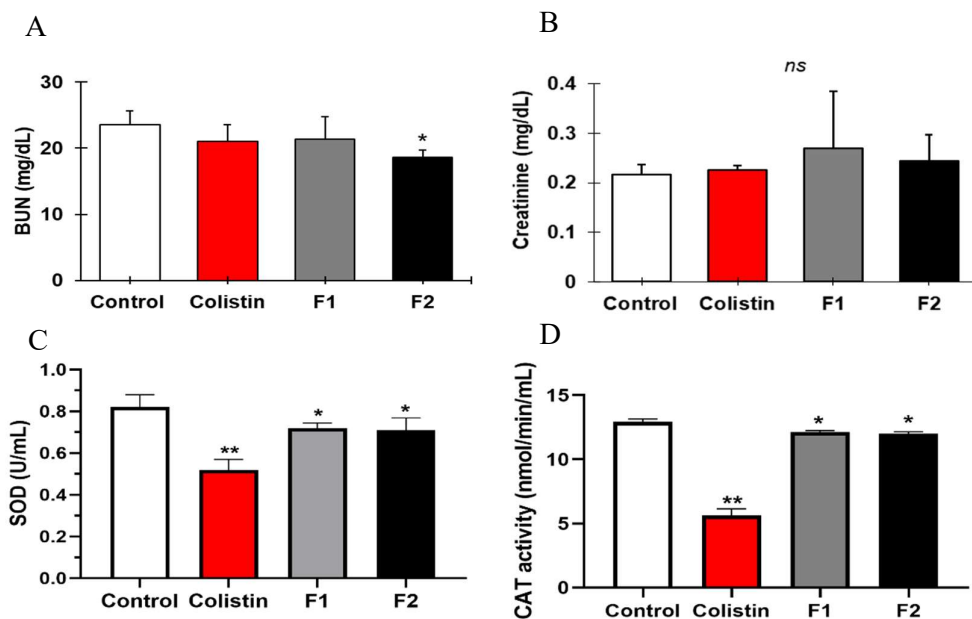 A
BUN (mg/dL)
30
20
10
0
*
Control Colistin F1 F2
B
Creatinine (mg/dL)
0.4
0.3
0.2
0.1
0
ns
Control Colistin F1 F2
C
SOD (U/mL)
1.0
0.8
0.6
0.4
0.2
0.0
** * *
Control Colistin F1 F2
D
CAT activity (nmol/min/mL)
15
10
5
0
** * *
Control Colistin F1 F2